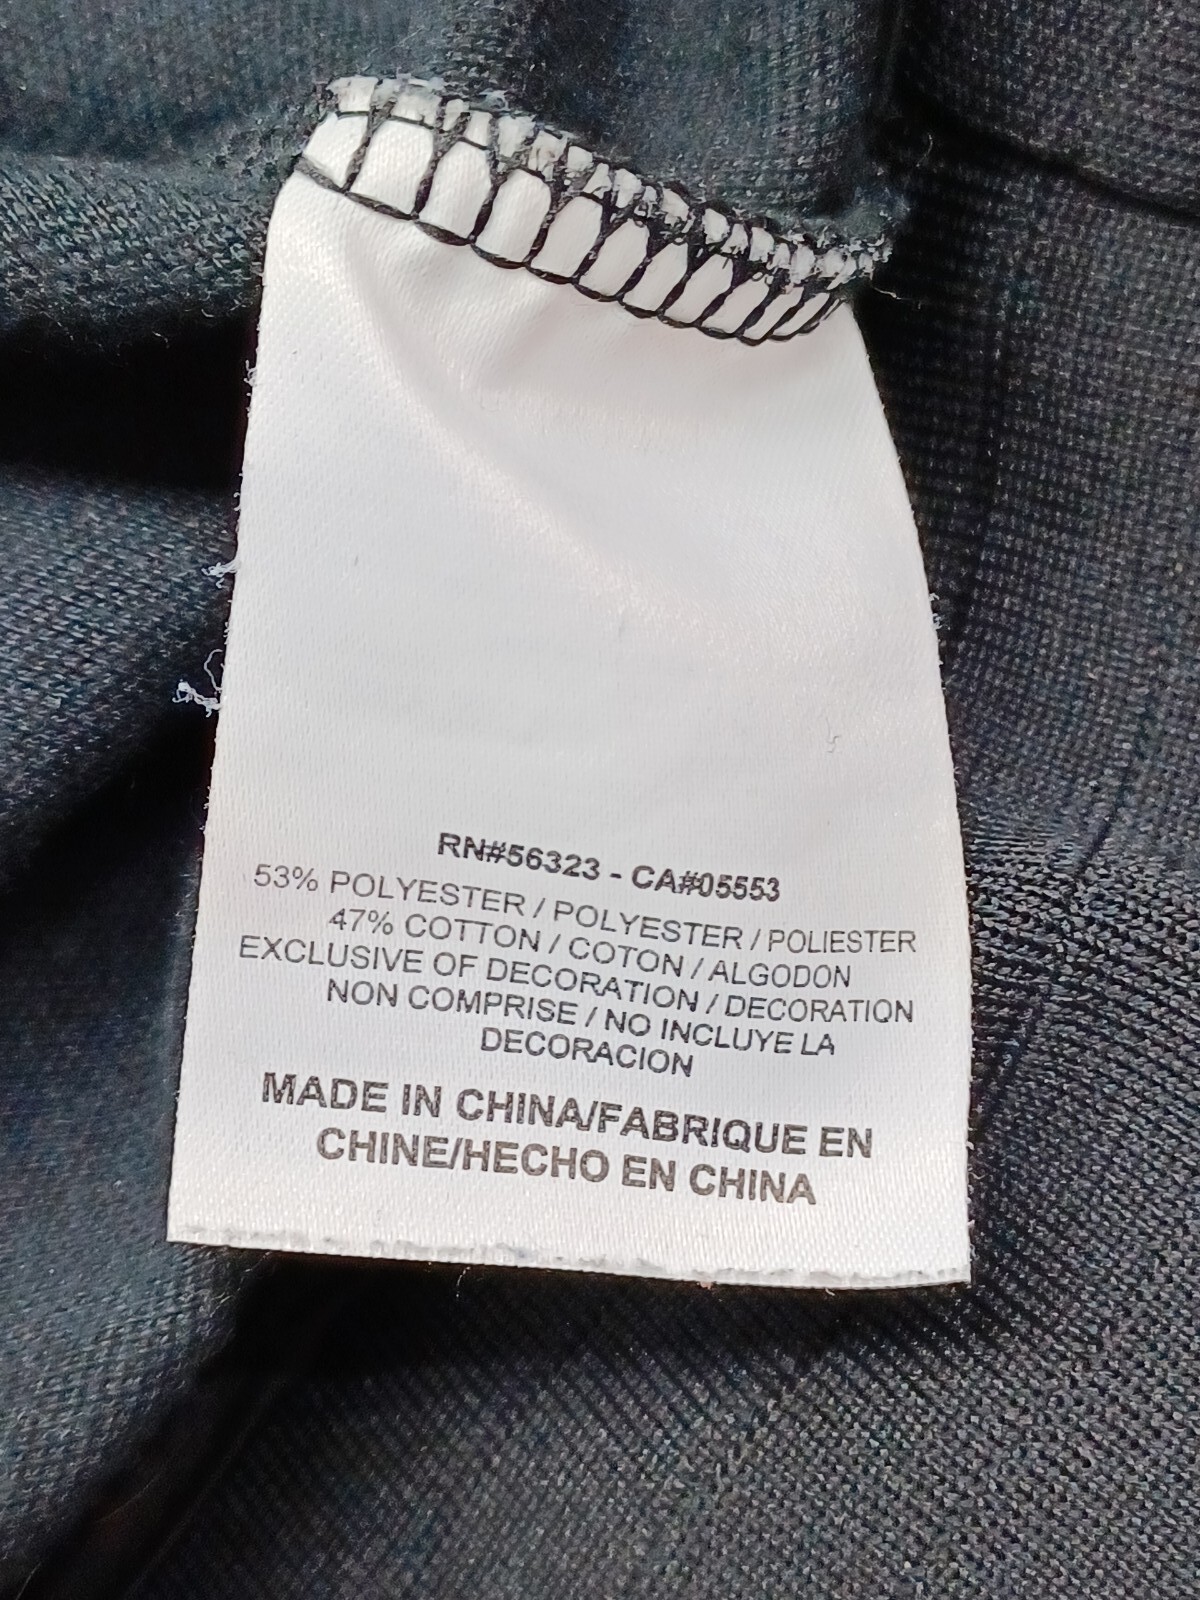 RN#56323 - CA#05553
53% POLYESTER / POLYESTER / POLIESTER
47% COTTON / COTON / ALGODON
EXCLUSIVE OF DECORATION / DECORATION
NON COMPRISE / NO INCLUYE LA
DECORACION
MADE IN CHINA/FABRIQUE EN
CHINE/HECHO EN CHINA